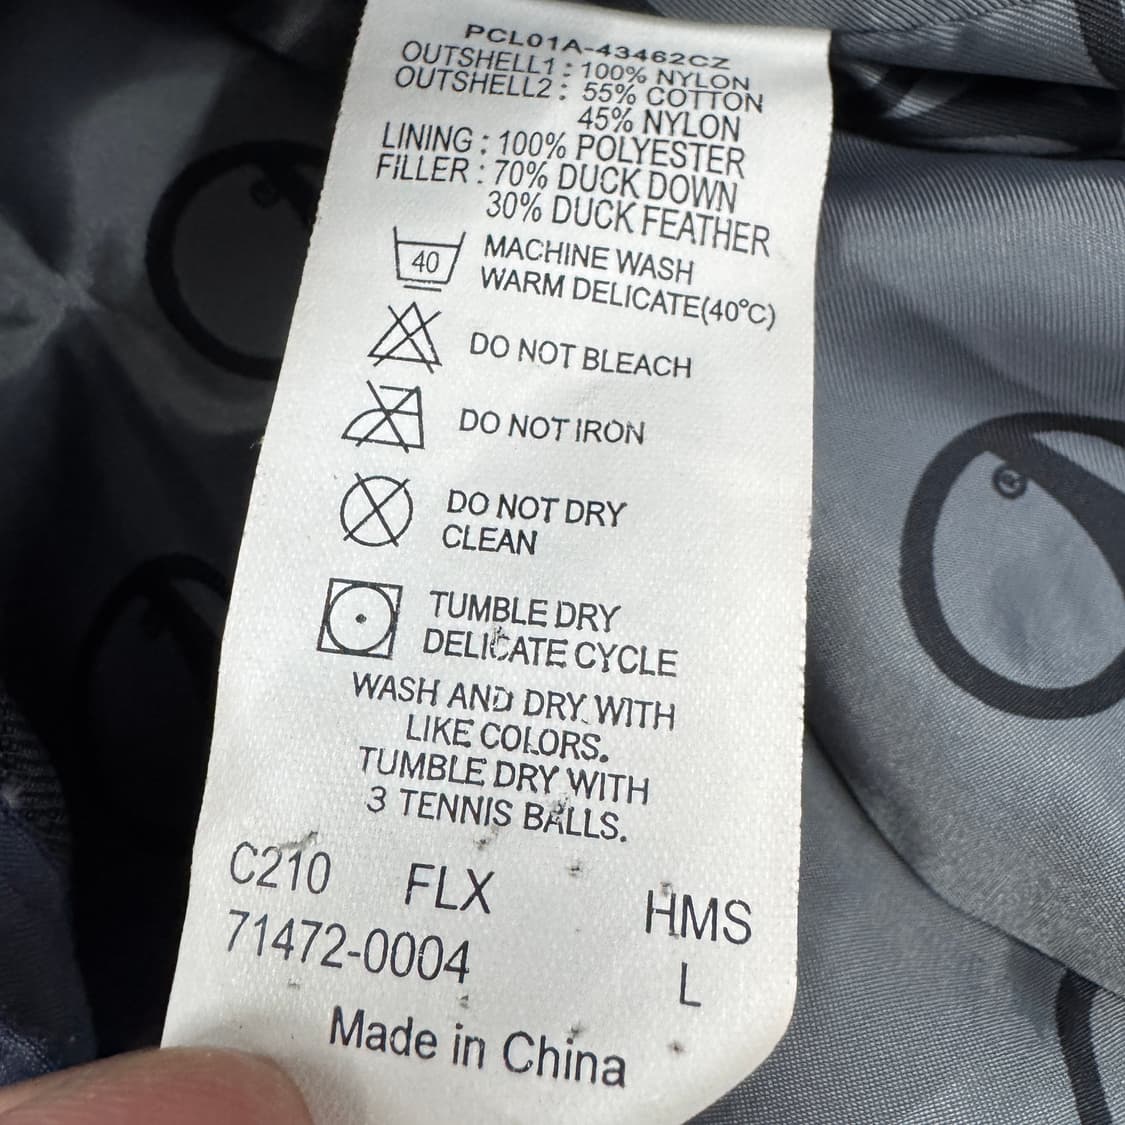 PCL01A-43462CZ
OUTSHELL1 : 100% NYLON
OUTSHELL2 : 55% COTTON
45% NYLON
LINING : 100% POLYESTER
FILLER : 70% DUCK DOWN
30% DUCK FEATHER
40
MACHINE WASH
WARM DELICATE(40°C)
DO NOT BLEACH
DO NOT IRON
DO NOT DRY
CLEAN
TUMBLE DRY
DELICATE CYCLE
WASH AND DRY WITH
LIKE COLORS.
TUMBLE DRY WITH
3 TENNIS BALLS.
C210 FLX HMS
71472-0004 L
Made in China
®